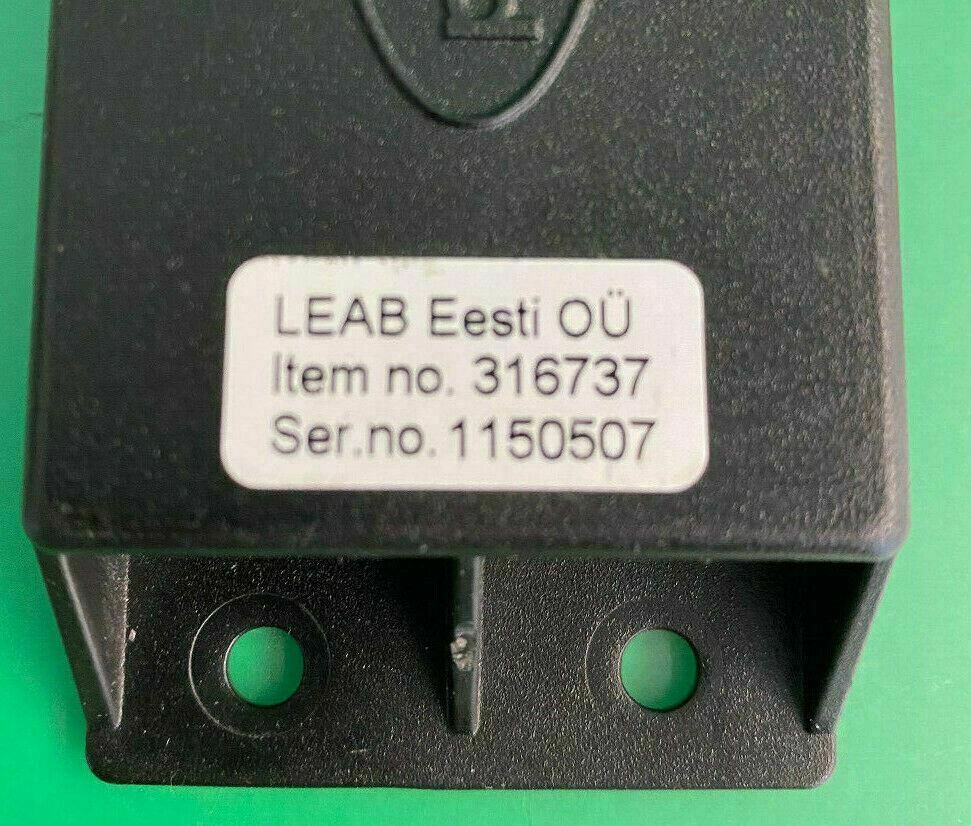 LEAB Eesti OÜ
Item no. 316737
Ser.no. 1150507